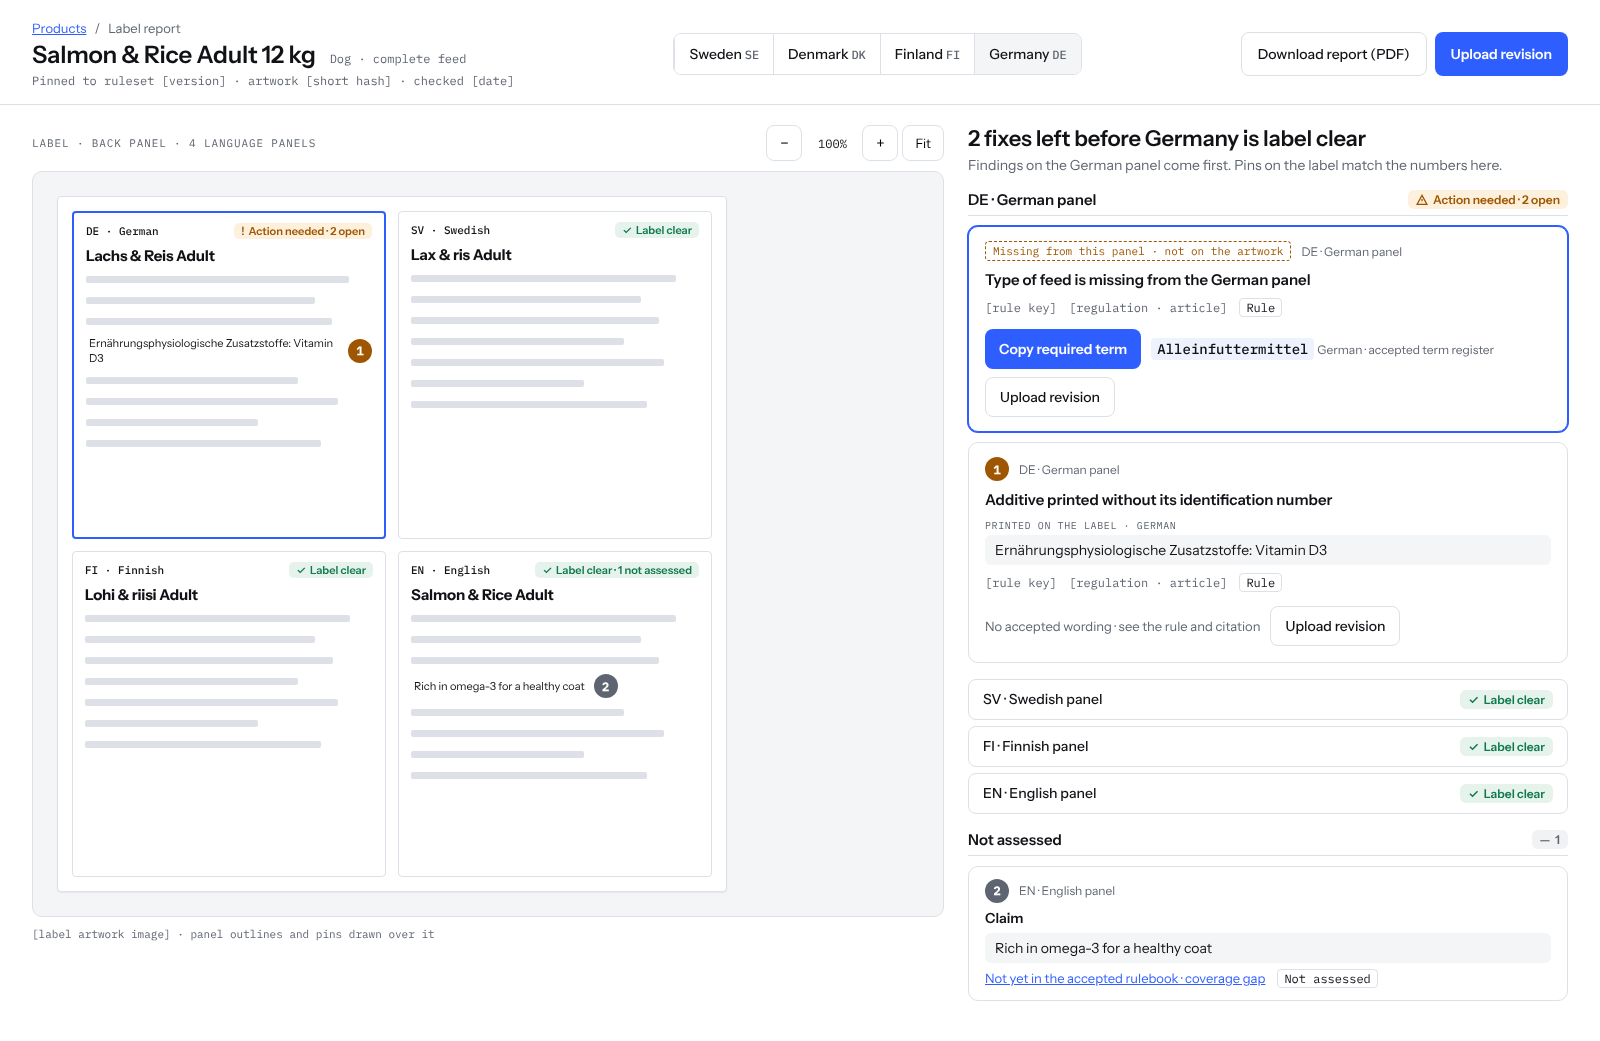 Products / Label report
Salmon & Rice Adult 12 kg Dog · complete feed
Pinned to ruleset [version] · artwork [short hash] · checked [date]
Sweden SE Denmark DK Finland FI Germany DE
Download report (PDF) Upload revision
LABEL · BACK PANEL · 4 LANGUAGE PANELS
− 100% + Fit
DE · German ! Action needed · 2 open
Lachs & Reis Adult
Ernährungsphysiologische Zusatzstoffe: Vitamin
D3
1
SV · Swedish ✓ Label clear
Lax & ris Adult
FI · Finnish ✓ Label clear
Lohi & riisi Adult
EN · English ✓ Label clear · 1 not assessed
Salmon & Rice Adult
Rich in omega-3 for a healthy coat 2
[label artwork image] · panel outlines and pins drawn over it
2 fixes left before Germany is label clear
Findings on the German panel come first. Pins on the label match the numbers here.
DE · German panel ⚠ Action needed · 2 open
Missing from this panel · not on the artwork DE · German panel
Type of feed is missing from the German panel
[rule key] [regulation · article] Rule
Copy required term Alleinfuttermittel German · accepted term register
Upload revision
1 DE · German panel
Additive printed without its identification number
PRINTED ON THE LABEL · GERMAN
Ernährungsphysiologische Zusatzstoffe: Vitamin D3
[rule key] [regulation · article] Rule
No accepted wording · see the rule and citation Upload revision
SV · Swedish panel ✓ Label clear
FI · Finnish panel ✓ Label clear
EN · English panel ✓ Label clear
Not assessed — 1
2 EN · English panel
Claim
Rich in omega-3 for a healthy coat
Not yet in the accepted rulebook · coverage gap Not assessed